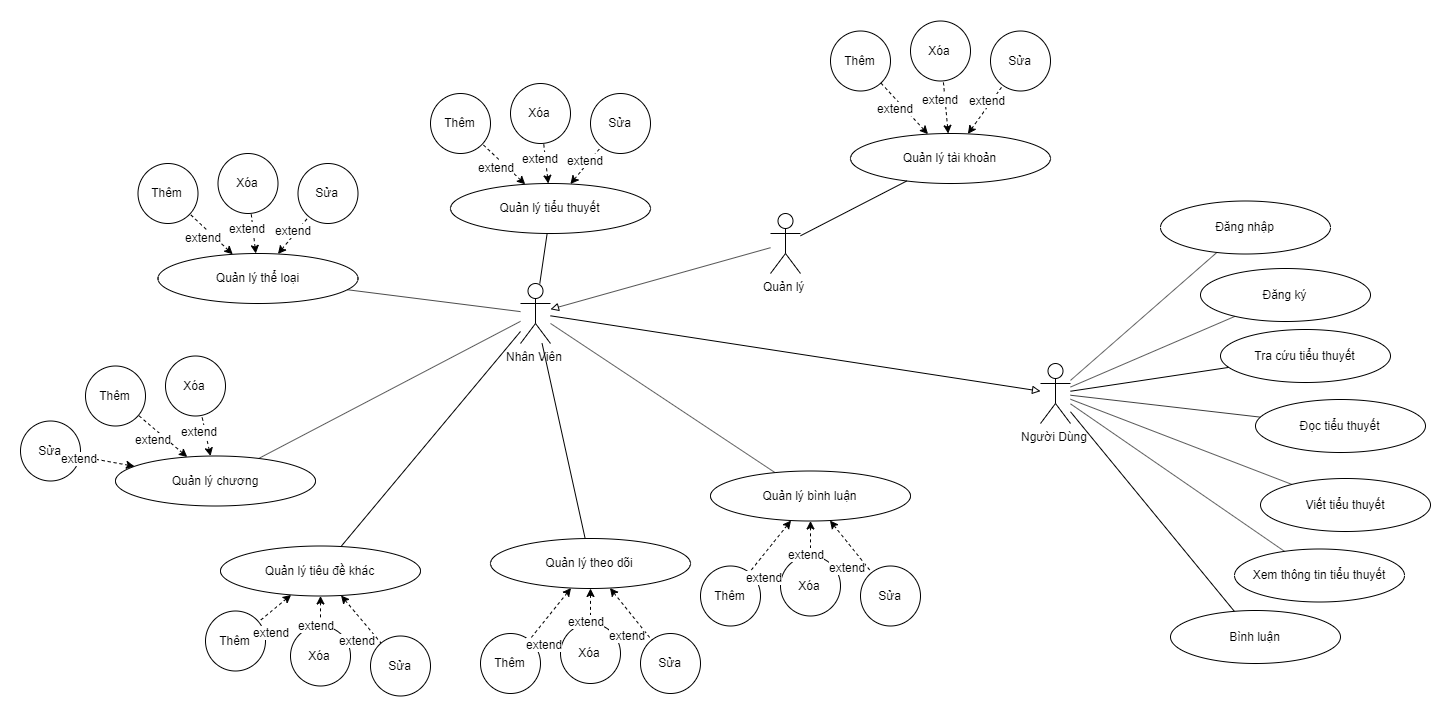 Thêm
Xóa
Sửa
extend
extend
extend
Quản lý tài khoản
Thêm
Xóa
Sửa
extend
extend
extend
Quản lý tiểu thuyết
Thêm
Xóa
Sửa
extend
extend
extend
Quản lý thể loại
Quản lý
Nhân Viên
Người Dùng
Đăng nhập
Đăng ký
Tra cứu tiểu thuyết
Đọc tiểu thuyết
Viết tiểu thuyết
Xem thông tin tiểu thuyết
Bình luận
Thêm
Xóa
Sửa
extend
extend
extend
Quản lý chương
Quản lý bình luận
extend
extend
extend
Thêm
Xóa
Sửa
Quản lý tiêu đề khác
extend
extend
extend
Thêm
Xóa
Sửa
Quản lý theo dõi
extend
extend
extend
Thêm
Xóa
Sửa